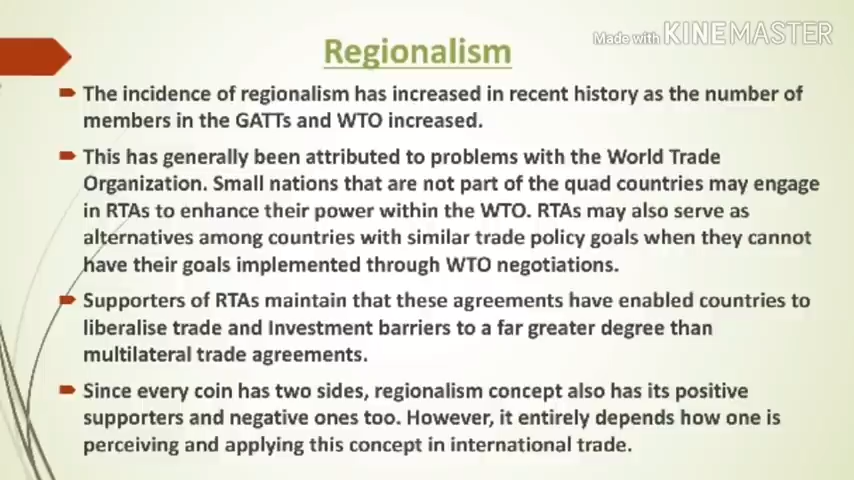 Made with KINEMASTER
Regionalism
The incidence of regionalism has increased in recent history as the number of
members in the GATTs and WTO increased.
This has generally been attributed to problems with the World Trade
Organization. Small nations that are not part of the quad countries may engage
in RTAs to enhance their power within the WTO. RTAs may also serve as
alternatives among countries with similar trade policy goals when they cannot
have their goals implemented through WTO negotiations.
Supporters of RTAs maintain that these agreements have enabled countries to
liberalise trade and Investment barriers to a far greater degree than
multilateral trade agreements.
Since every coin has two sides, regionalism concept also has its positive
supporters and negative ones too. However, it entirely depends how one is
perceiving and applying this concept in international trade.